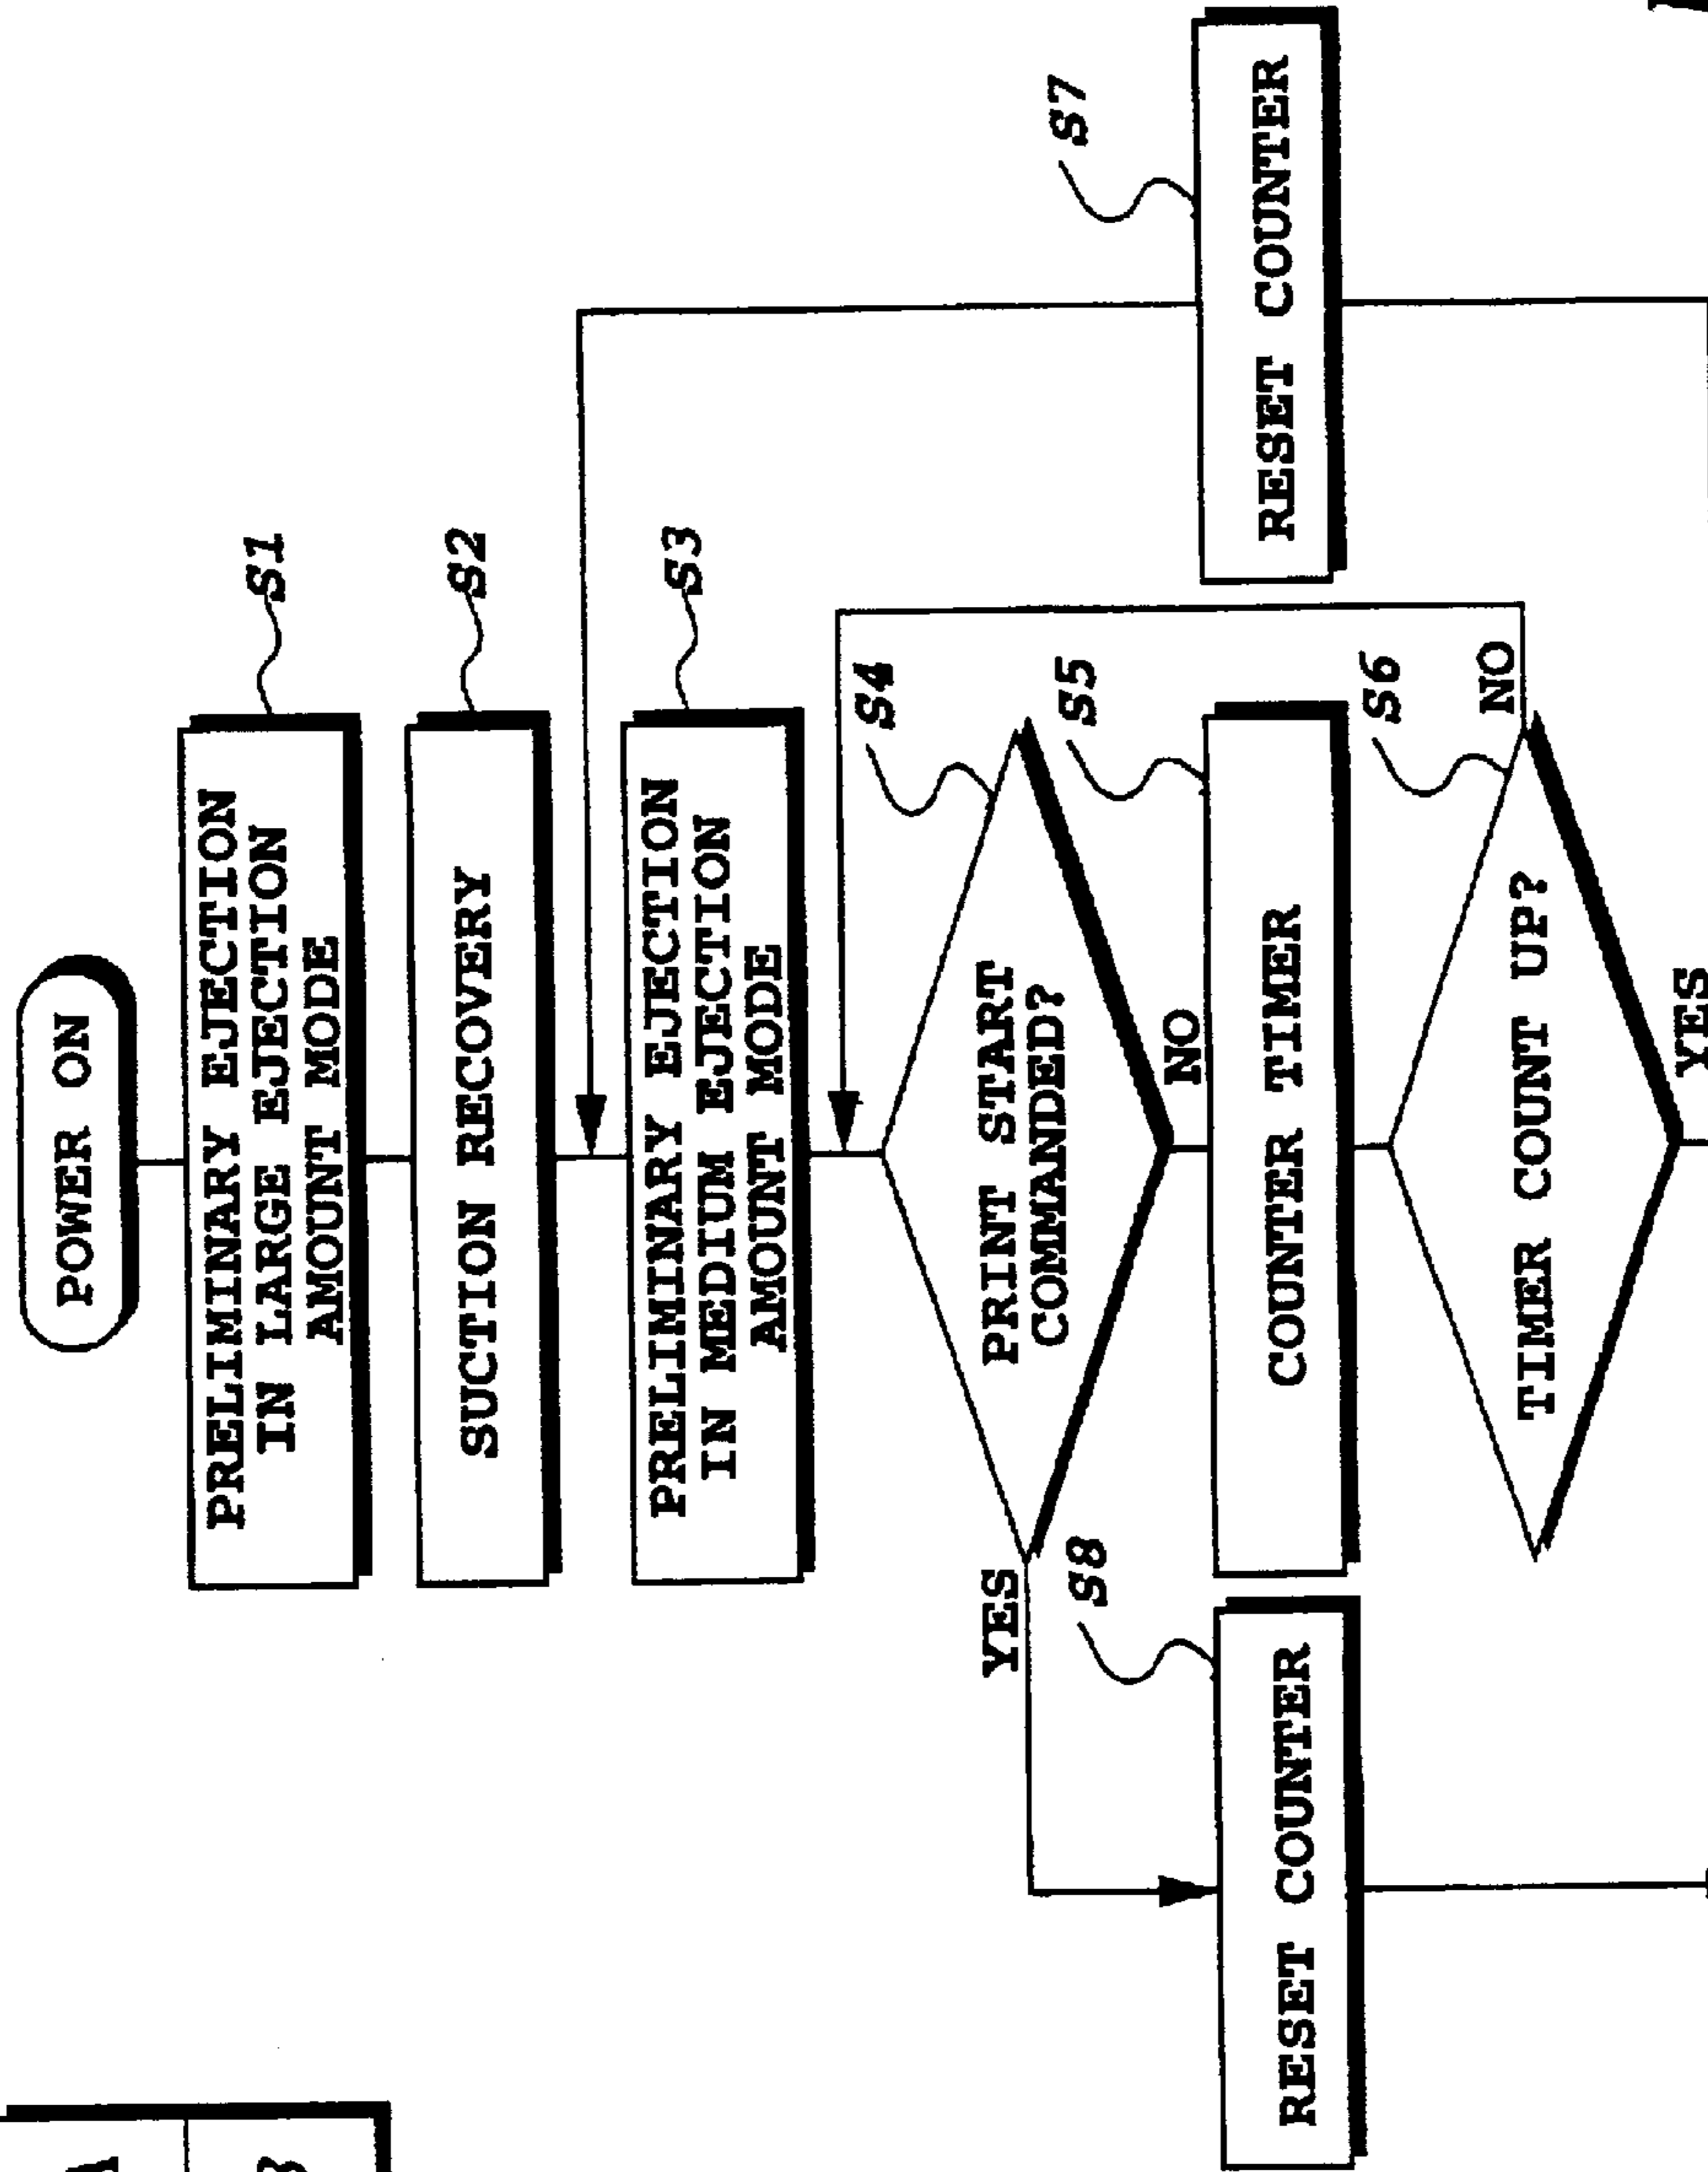 POWER ON
PRELIMINARY EJECTION
IN LARGE EJECTION
AMOUNT MODE
S1
SUCTION RECOVERY
S2
PRELIMINARY EJECTION
IN MEDIUM EJECTION
AMOUNT MODE
S3
PRINT START
COMMANDED?
S4
YES
NO
S8
RESET COUNTER
COUNTER TIMER
S5
S7
RESET COUNTER
TIMER COUNT UP?
S6
NO
YES